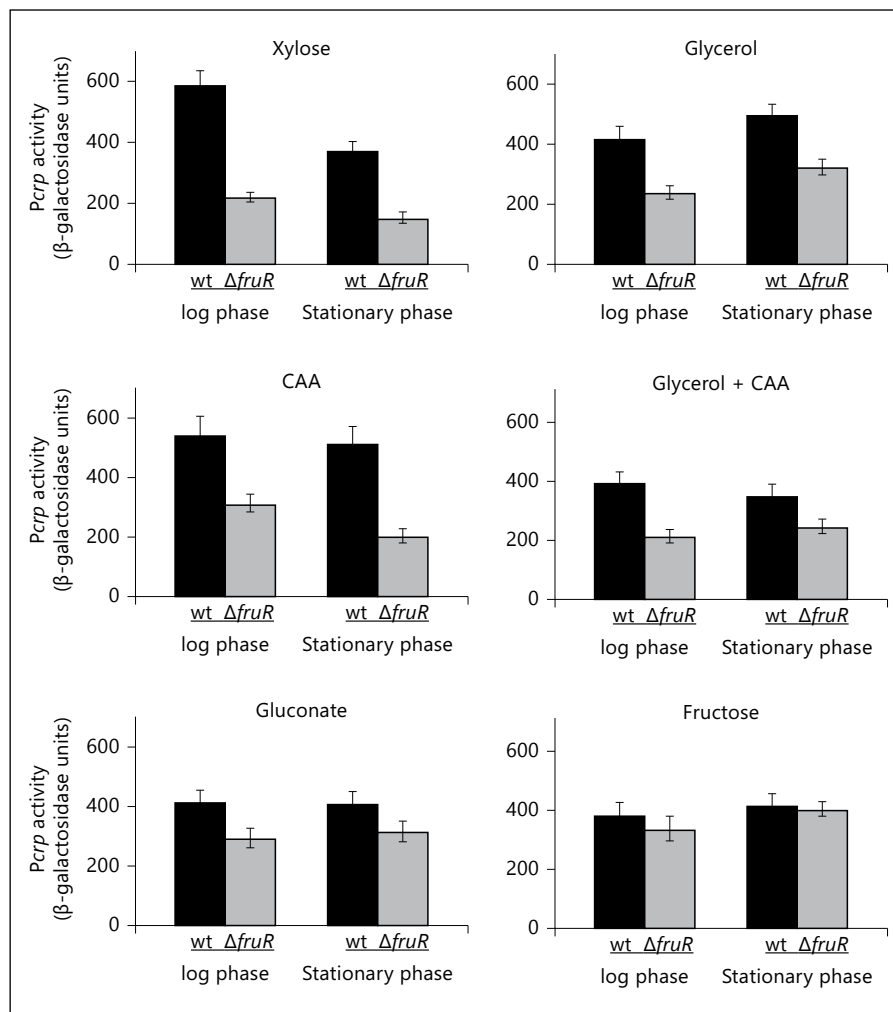 Xylose
Pcrp activity
(β-galactosidase units)
600
400
200
0
wt ΔfruR wt ΔfruR
log phase Stationary phase
Glycerol
600
400
200
0
wt ΔfruR wt ΔfruR
log phase Stationary phase
CAA
Pcrp activity
(β-galactosidase units)
600
400
200
0
wt ΔfruR wt ΔfruR
log phase Stationary phase
Glycerol + CAA
600
400
200
0
wt ΔfruR wt ΔfruR
log phase Stationary phase
Gluconate
Pcrp activity
(β-galactosidase units)
600
400
200
0
wt ΔfruR wt ΔfruR
log phase Stationary phase
Fructose
600
400
200
0
wt ΔfruR wt ΔfruR
log phase Stationary phase